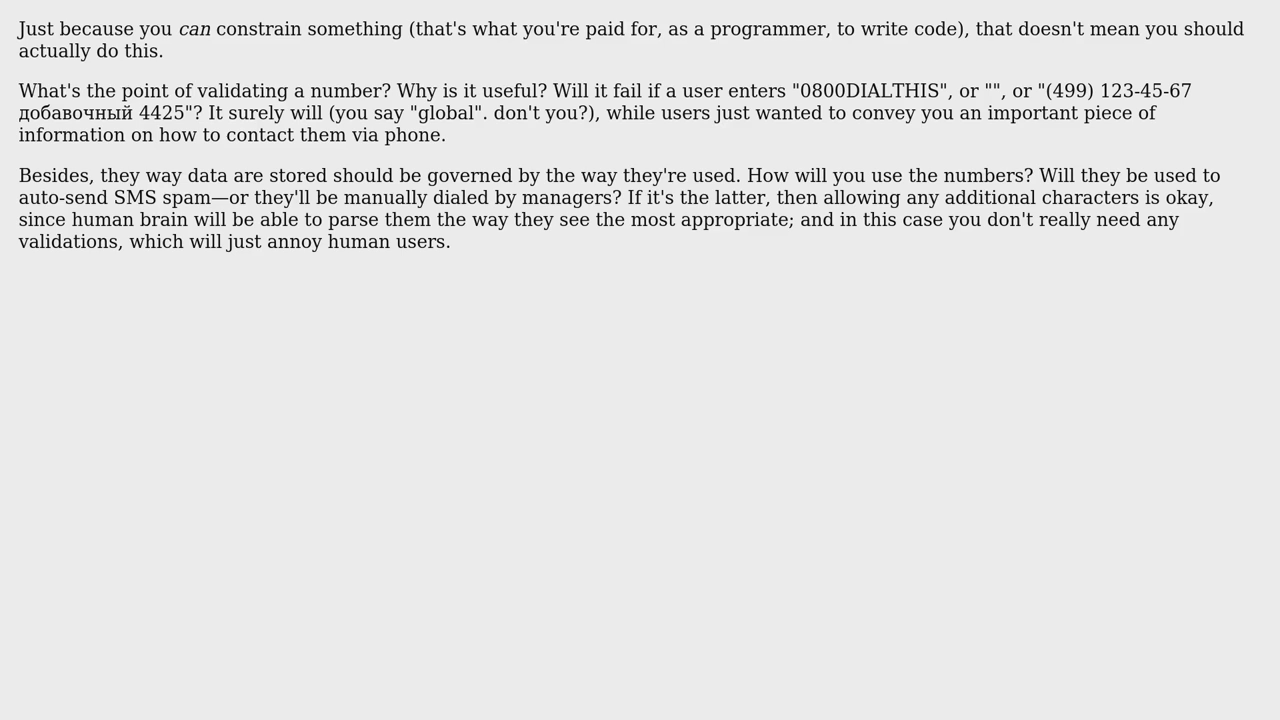 Just because you can constrain something (that's what you're paid for, as a programmer, to write code), that doesn't mean you should
actually do this.
What's the point of validating a number? Why is it useful? Will it fail if a user enters "0800DIALTHIS", or "", or "(499) 123-45-67
добавочный 4425"? It surely will (you say "global". don't you?), while users just wanted to convey you an important piece of
information on how to contact them via phone.
Besides, they way data are stored should be governed by the way they're used. How will you use the numbers? Will they be used to
auto-send SMS spam—or they'll be manually dialed by managers? If it's the latter, then allowing any additional characters is okay,
since human brain will be able to parse them the way they see the most appropriate; and in this case you don't really need any
validations, which will just annoy human users.